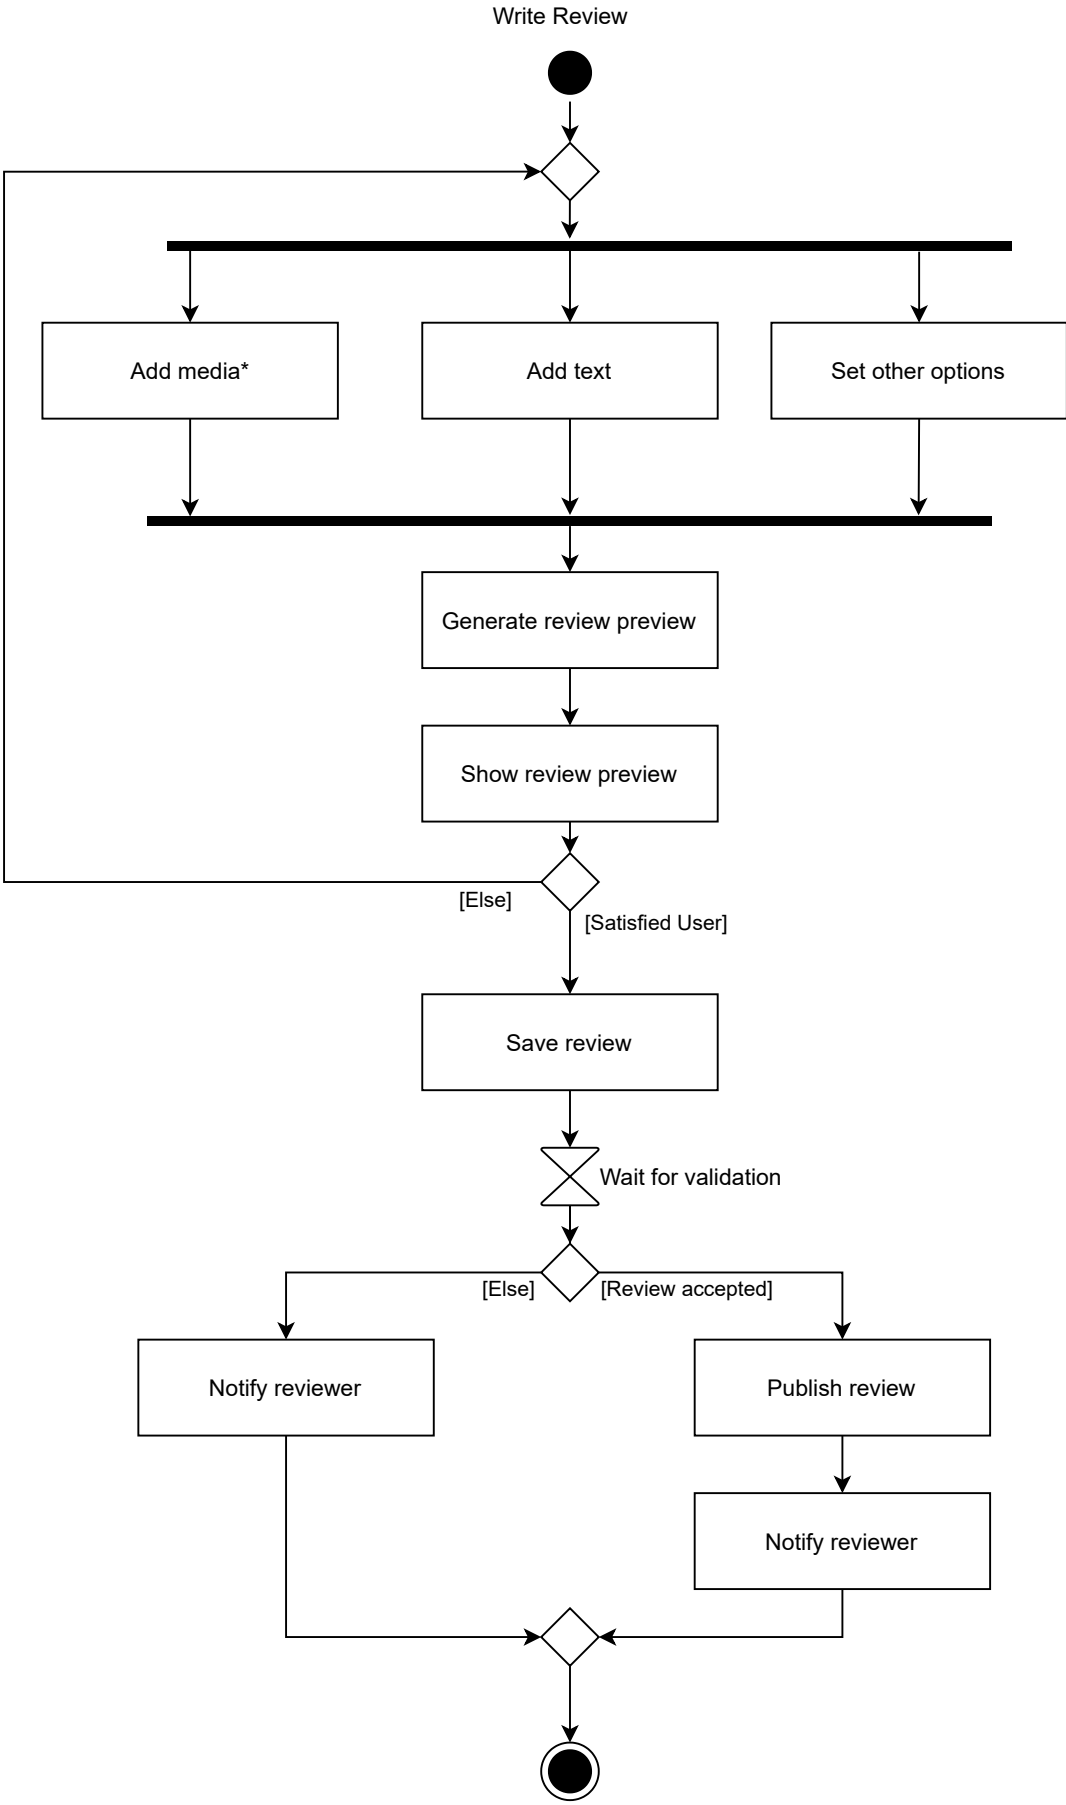 Write Review
Add media*
Add text
Set other options
Generate review preview
Show review preview
[Else]
[Satisfied User]
Save review
Wait for validation
[Else]
[Review accepted]
Notify reviewer
Publish review
Notify reviewer